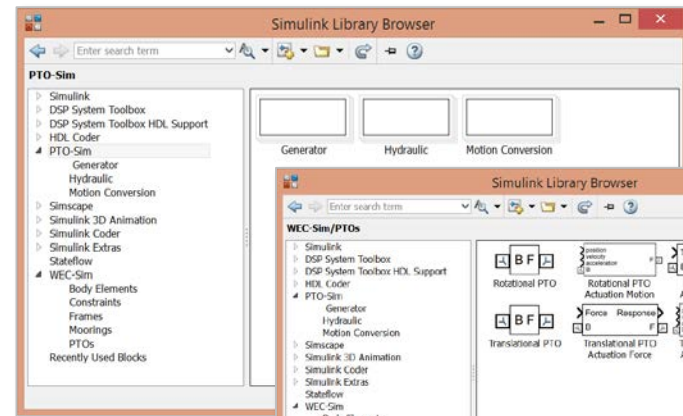 Simulink Library Browser
Enter search term
PTO-Sim
Simulink
DSP System Toolbox
DSP System Toolbox HDL Support
HDL Coder
PTO-Sim
Generator
Hydraulic
Motion Conversion
Simscape
Simulink 3D Animation
Simulink Coder
Simulink Extras
Stateflow
WEC-Sim
Body Elements
Constraints
Frames
Moorings
PTOs
Recently Used Blocks
Generator Hydraulic Motion Conversion
Simulink Library Browser
Enter search term
WEC-Sim/PTOs
Simulink
DSP System Toolbox
DSP System Toolbox HDL Support
HDL Coder
PTO-Sim
Generator
Hydraulic
Motion Conversion
Simscape
Simulink 3D Animation
Simulink Coder
Simulink Extras
Stateflow
WEC-Sim
B F
Rotational PTO
position
velocity
acceleration F
B
Rotational PTO
Actuation Motion
B F
Translational PTO
Force Response
B F
Translational PTO
Actuation Force